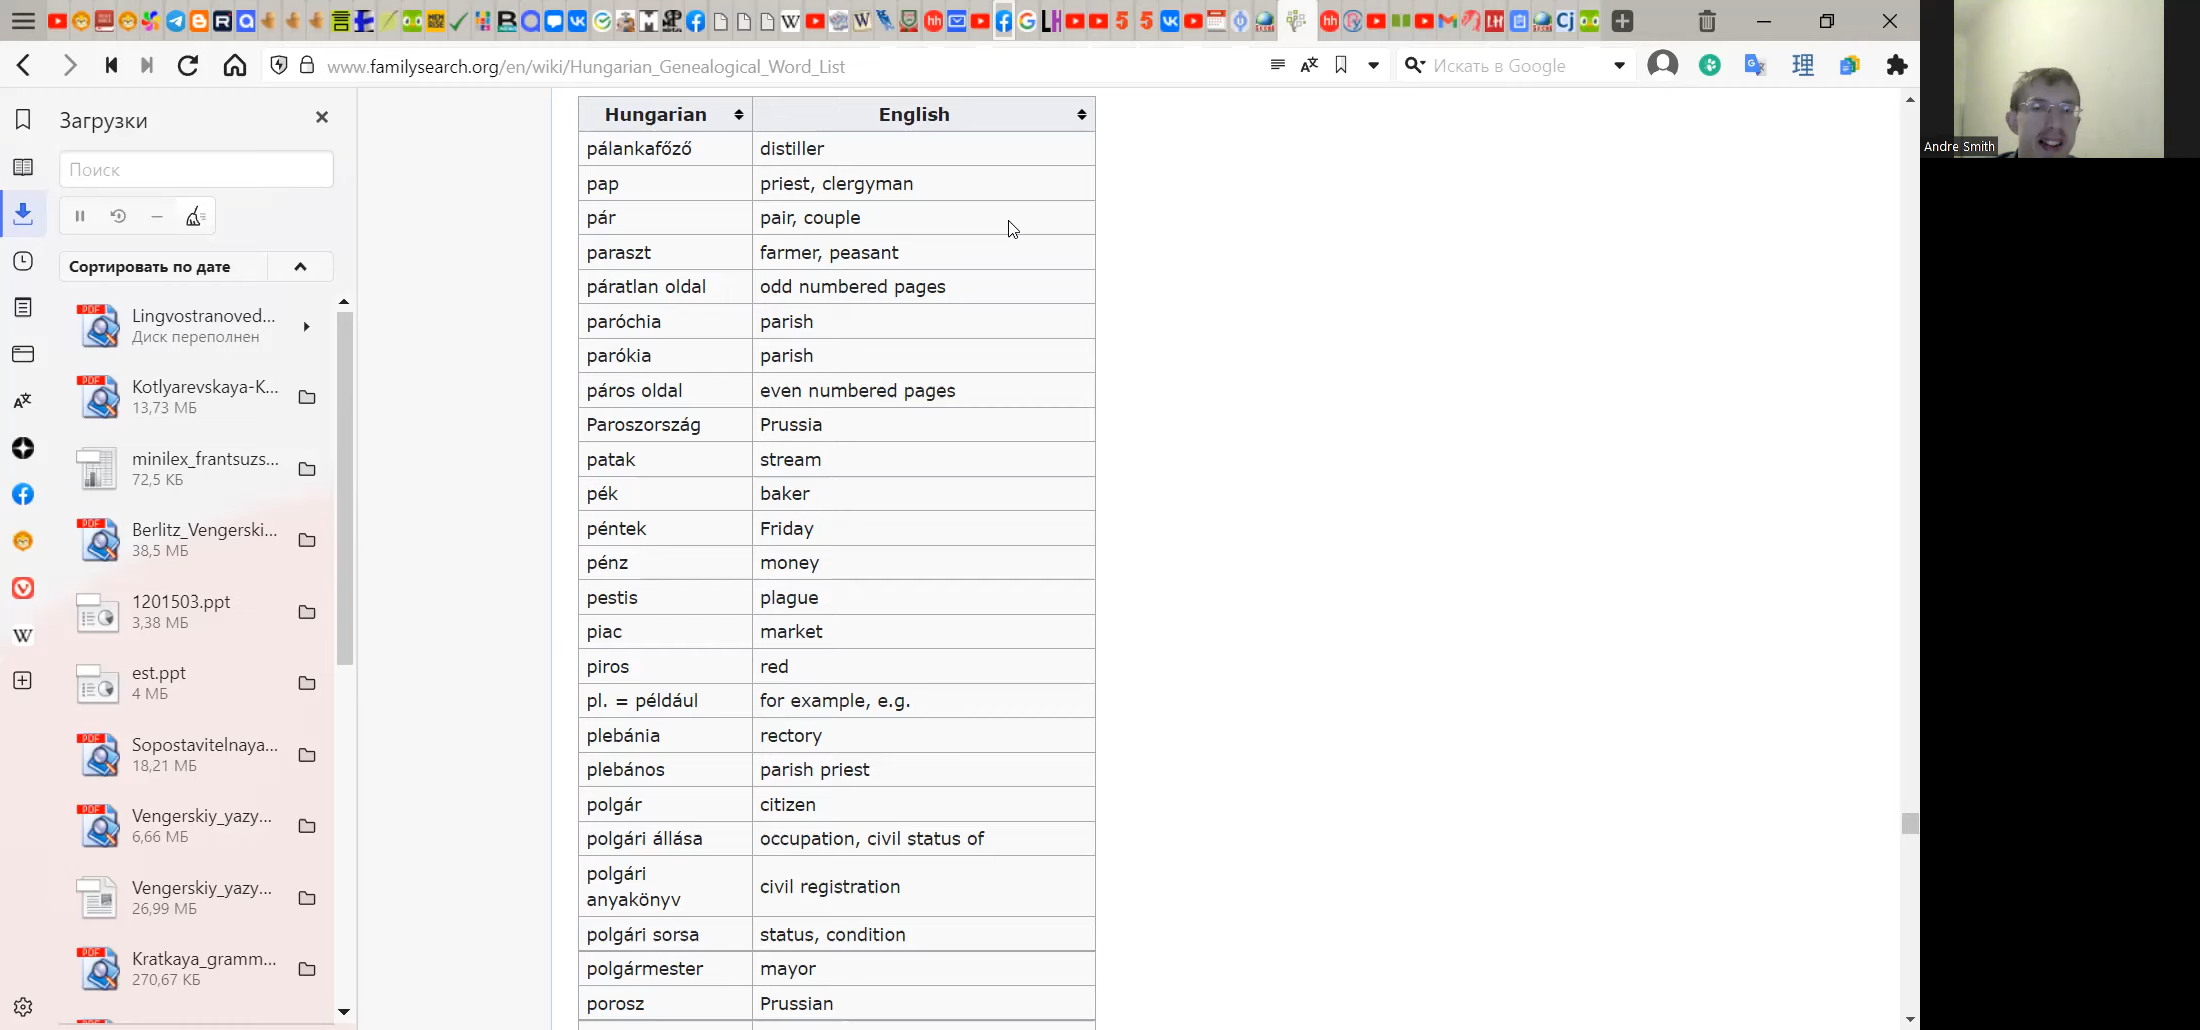 www.familysearch.org/en/wiki/Hungarian_Genealogical_Word_List
Искать в Google
Andre Smith
Загрузки
Поиск
Сортировать по дате
Lingvostranoved...
Диск переполнен
Kotlyarevskaya-K...
13,73 МБ
minilex_frantsuzs...
72,5 КБ
Berlitz_Vengerski...
38,5 МБ
1201503.ppt
3,38 МБ
est.ppt
4 МБ
Sopostavitelnaya...
18,21 МБ
Vengerskiy_yazy...
6,66 МБ
Vengerskiy_yazy...
26,99 МБ
Kratkaya_gramm...
270,67 КБ
Hungarian English
pálankafőző distiller
pap priest, clergyman
pár pair, couple
paraszt farmer, peasant
páratlan oldal odd numbered pages
paróchia parish
parókia parish
páros oldal even numbered pages
Paroszország Prussia
patak stream
pék baker
péntek Friday
pénz money
pestis plague
piac market
piros red
pl. = például for example, e.g.
plebánia rectory
plebános parish priest
polgár citizen
polgári állása occupation, civil status of
polgári
anyakönyv civil registration
polgári sorsa status, condition
polgármester mayor
porosz Prussian